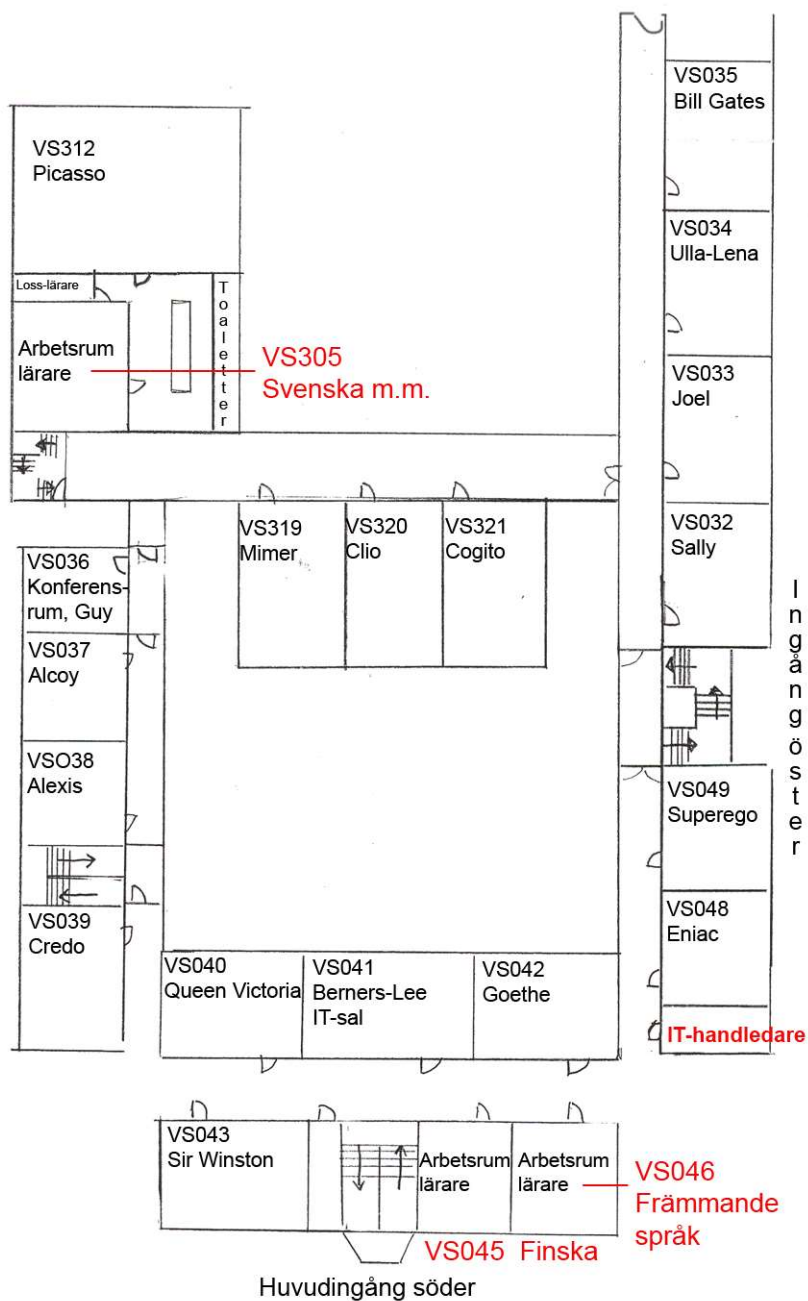 VS035
Bill Gates
VS312
Picasso
VS034
Ulla-Lena
Loss-lärare
Toaletter
Arbetsrum
lärare
VS305
Svenska m.m.
VS033
Joel
VS319
Mimer
VS320
Clio
VS321
Cogito
VS032
Sally
VS036
Konferens-
rum, Guy
Ingång öster
VS037
Alcoy
VSO38
Alexis
VS049
Superego
VS039
Credo
VS048
Eniac
VS040
Queen Victoria
VS041
Berners-Lee
IT-sal
VS042
Goethe
IT-handledare
VS043
Sir Winston
Arbetsrum
lärare
Arbetsrum
lärare
VS046
Främmande
språk
VS045 Finska
Huvudingång söder